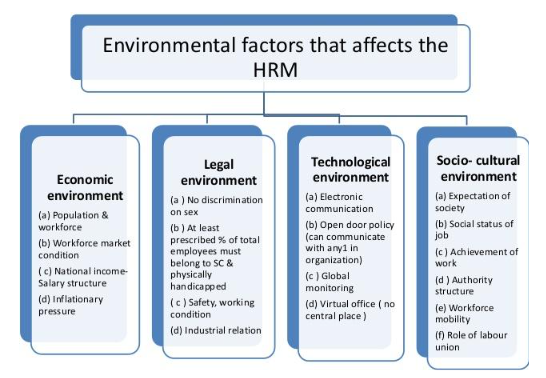 Environmental factors that affects the
HRM
Economic
environment
(a) Population &
workforce
(b) Workforce market
condition
( c) National income-
Salary structure
(d) Inflationary
pressure
Legal
environment
(a ) No discrimination
on sex
(b ) At least
prescribed % of total
employees must
belong to SC &
physically
handicapped
( c ) Safety, working
condition
(d) Industrial relation
Technological
environment
(a) Electronic
communication
(b) Open door policy
(can communicate
with any1 in
organization)
(c ) Global
monitoring
(d) Virtual office ( no
central place )
Socio- cultural
environment
(a) Expectation of
society
(b) Social status of
job
(c ) Achievement of
work
(d ) Authority
structure
(e) Workforce
mobility
(f) Role of labour
union